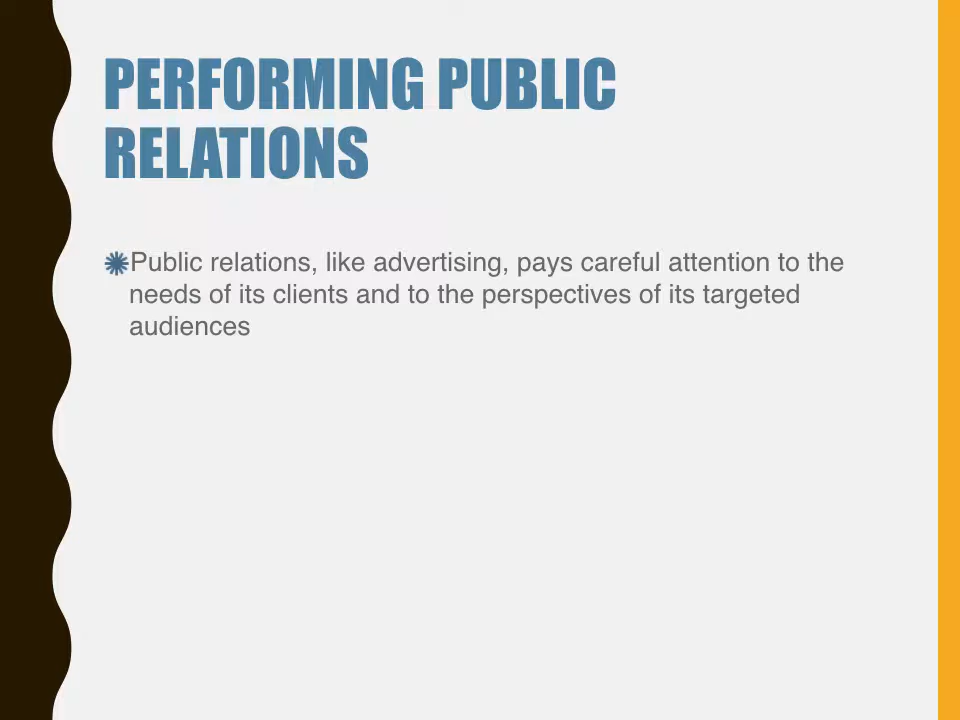 PERFORMING PUBLIC
RELATIONS
Public relations, like advertising, pays careful attention to the
needs of its clients and to the perspectives of its targeted
audiences